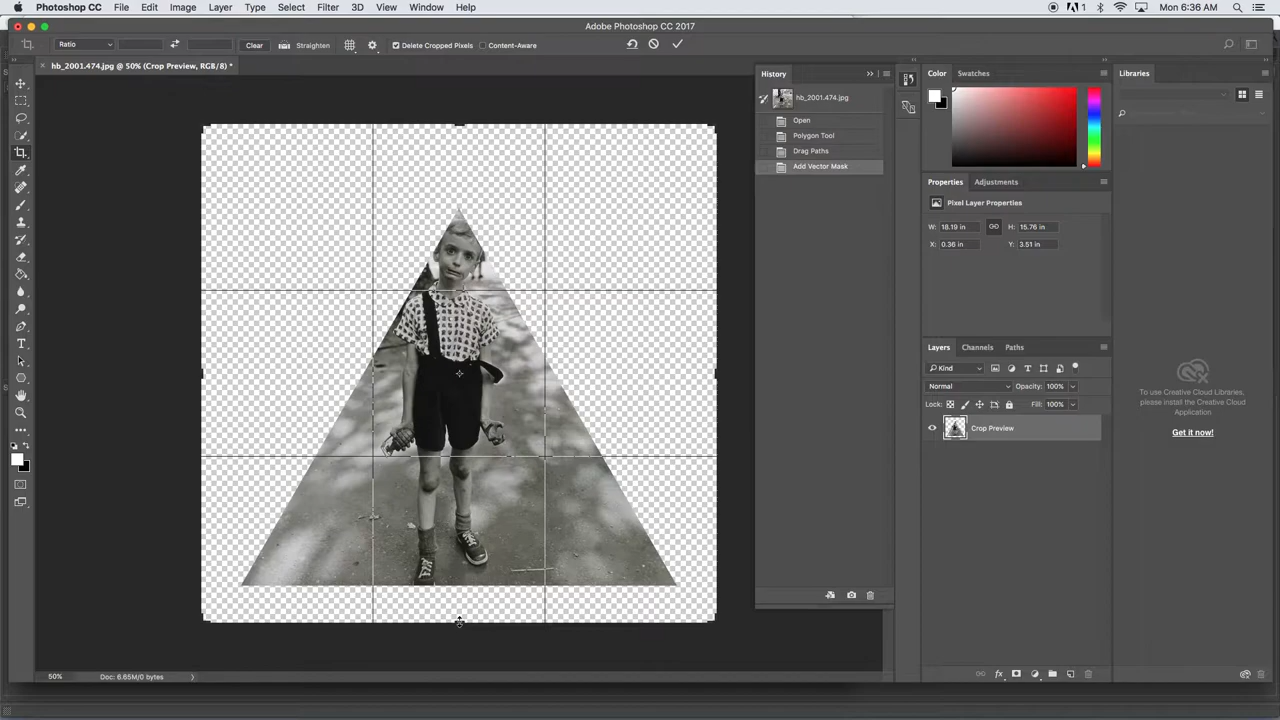 Photoshop CC File Edit Image Layer Type Select Filter 3D View Window Help 1 Mon 6:36 AM
Adobe Photoshop CC 2017
Ratio Clear Straighten Delete Cropped Pixels Content-Aware
hb_2001.474.jpg @ 50% (Crop Preview, RGB/8) *
History
hb_2001.474.jpg
Open
Polygon Tool
Drag Paths
Add Vector Mask
Color Swatches
Properties Adjustments
Pixel Layer Properties
W: 18.19 in H: 15.76 in
X: 0.36 in Y: 3.51 in
Layers Channels Paths
Kind
Normal Opacity: 100%
Lock: Fill: 100%
Crop Preview
Libraries
To use Creative Cloud Libraries,
please install the Creative Cloud
Application
Get it now!
50% Doc: 6.65M/0 bytes